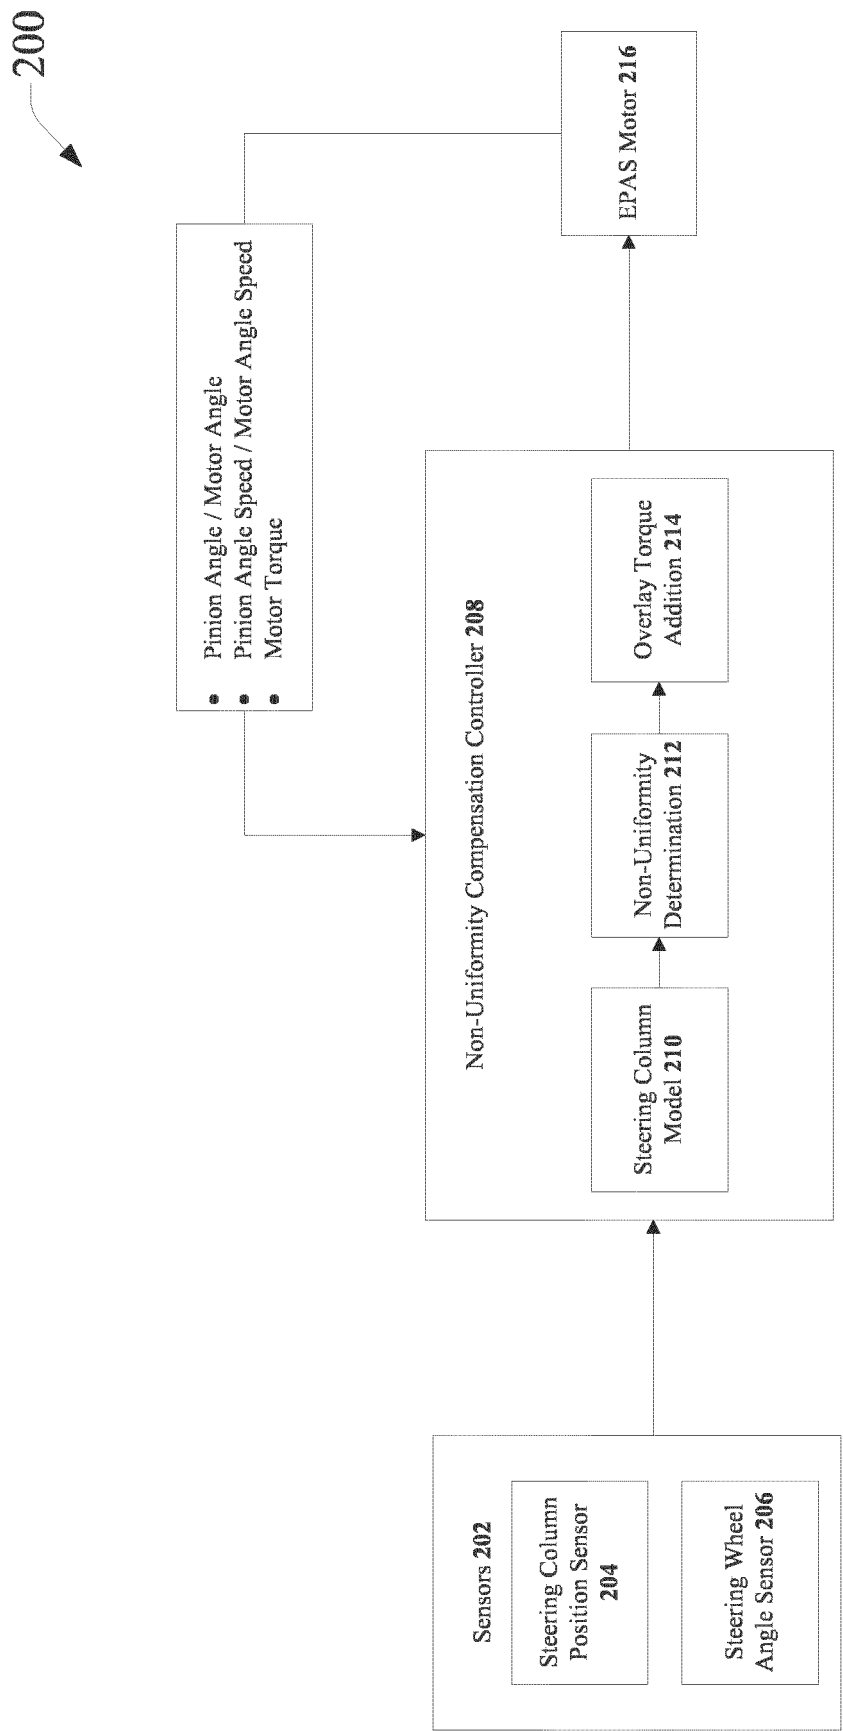 200
Sensors 202
Steering Column
Position Sensor
204
Steering Wheel
Angle Sensor 206
Non-Uniformity Compensation Controller 208
Steering Column
Model 210
Non-Uniformity
Determination 212
Overlay Torque
Addition 214
• Pinion Angle / Motor Angle
• Pinion Angle Speed / Motor Angle Speed
• Motor Torque
EPAS Motor 216